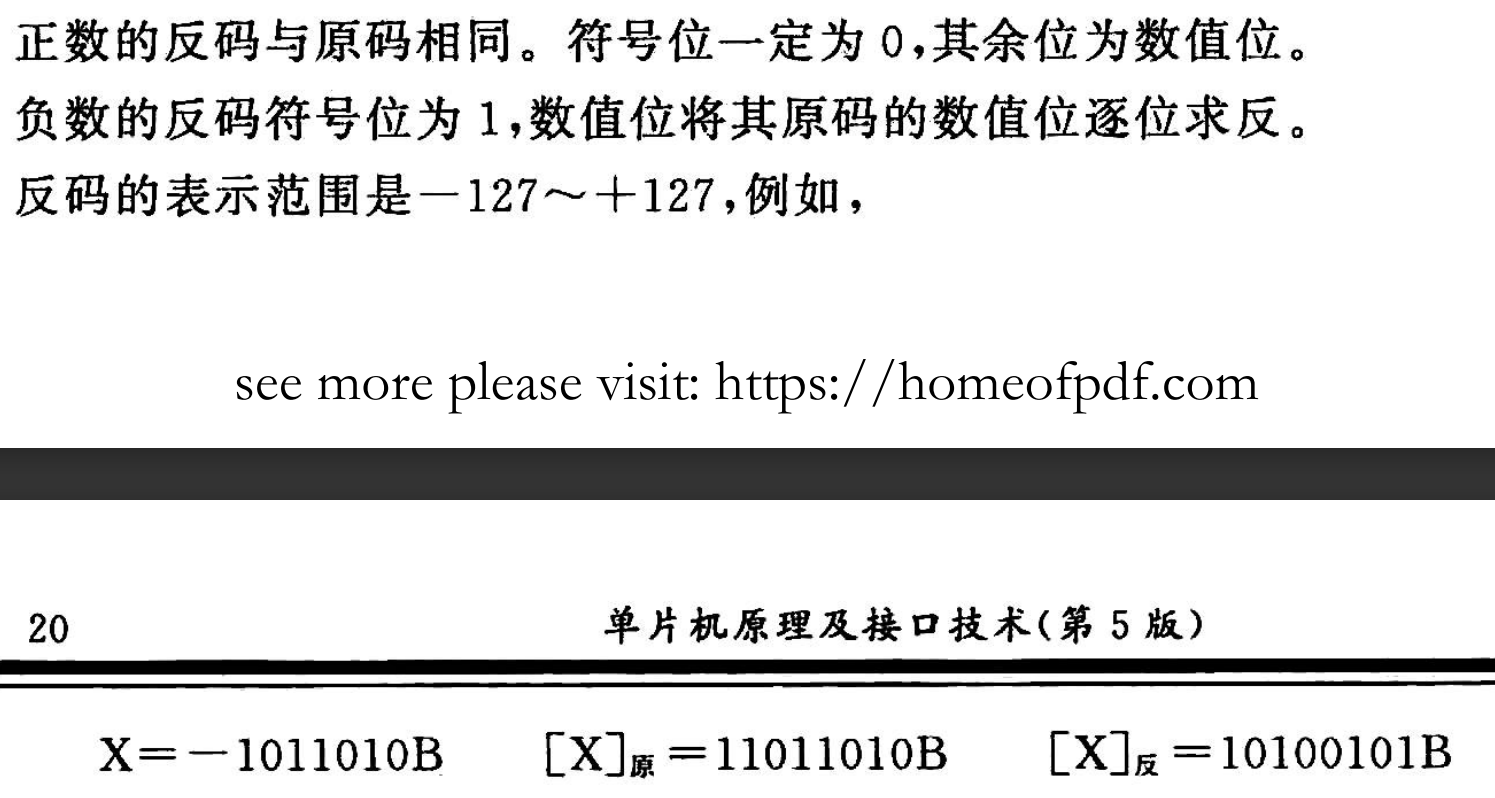 正数的反码与原码相同。符号位一定为 0,其余位为数值位。
负数的反码符号位为 1,数值位将其原码的数值位逐位求反。
反码的表示范围是－127～＋127,例如,
see more please visit: https://homeofpdf.com
20 单片机原理及接口技术(第 5 版)
X=－1011010B [X]原=11011010B [X]反=10100101B